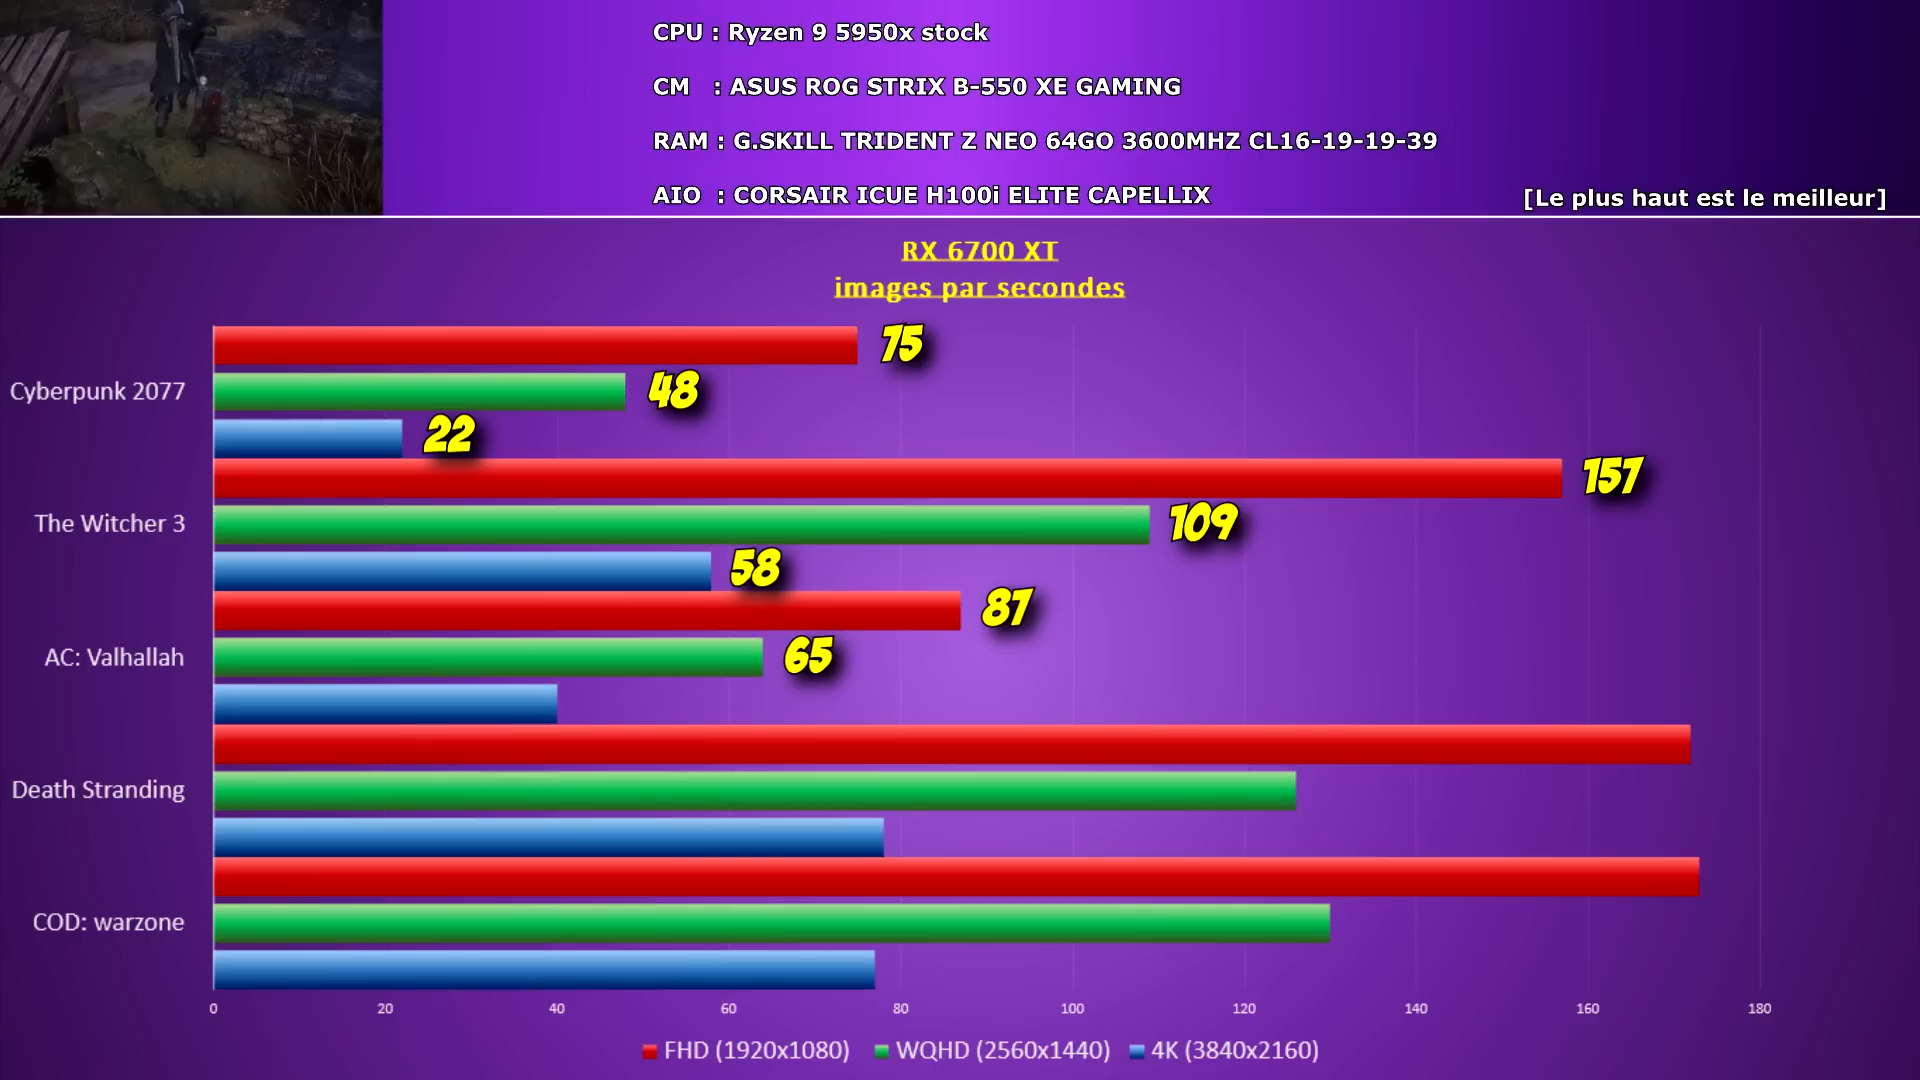 CPU : Ryzen 9 5950x stock
CM : ASUS ROG STRIX B-550 XE GAMING
RAM : G.SKILL TRIDENT Z NEO 64GO 3600MHZ CL16-19-19-39
AIO : CORSAIR ICUE H100i ELITE CAPELLIX
[Le plus haut est le meilleur]
RX 6700 XT
images par secondes
75
Cyberpunk 2077
48
22
157
The Witcher 3
109
58
87
AC: Valhallah
65
Death Stranding
COD: warzone
0 20 40 60 80 100 120 140 160 180
FHD (1920x1080) WQHD (2560x1440) 4K (3840x2160)